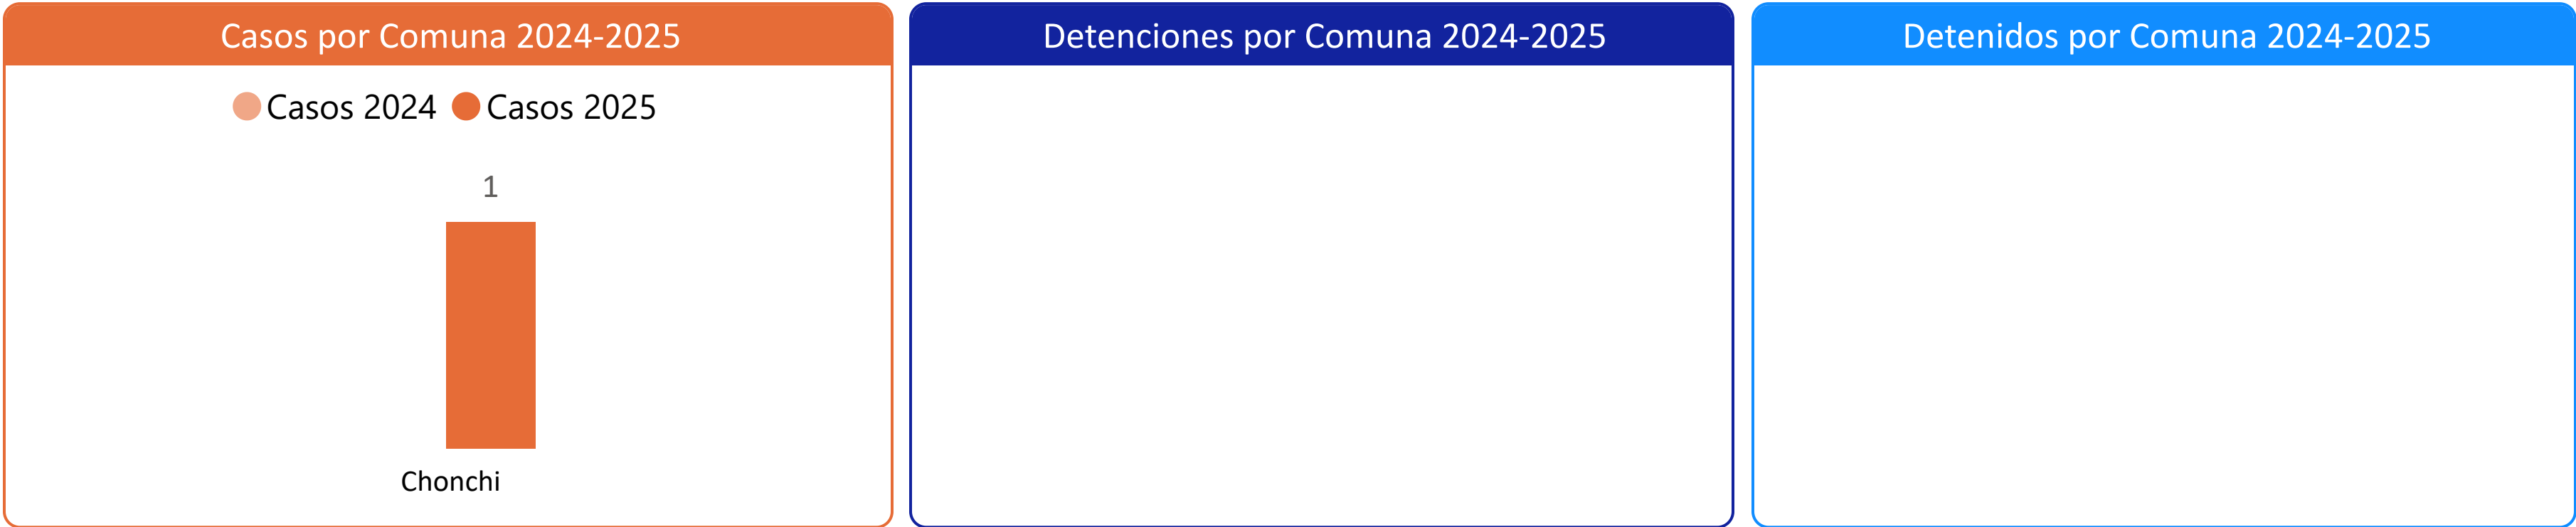 Casos por Comuna 2024-2025
Casos 2024 Casos 2025
1
Chonchi
Detenciones por Comuna 2024-2025
Detenidos por Comuna 2024-2025